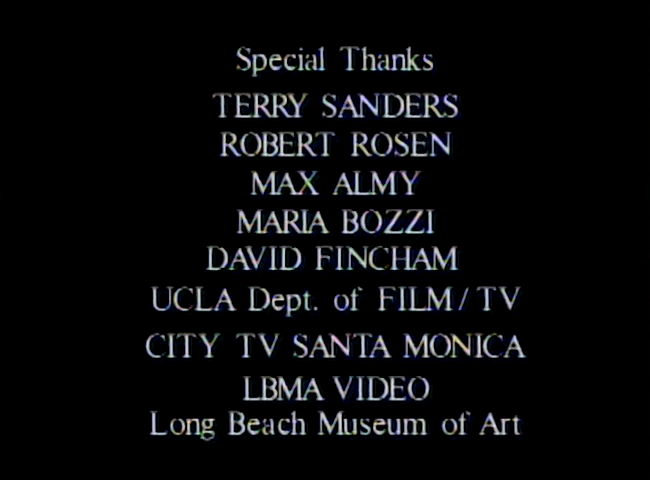 Special Thanks
TERRY SANDERS
ROBERT ROSEN
MAX ALMY
MARIA BOZZI
DAVID FINCHAM
UCLA Dept. of FILM/TV
CITY TV SANTA MONICA
LBMA VIDEO
Long Beach Museum of Art